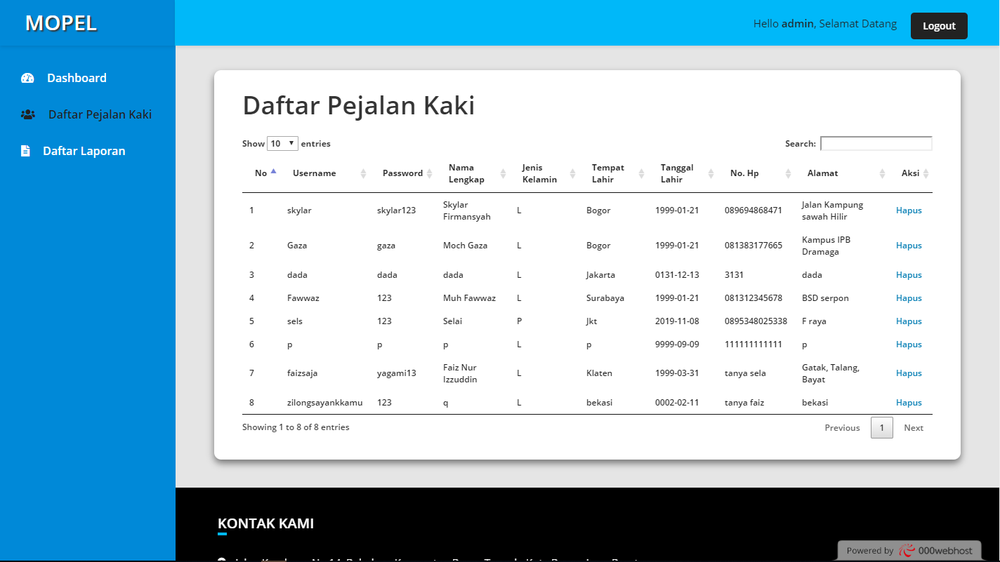 MOPEL
Hello admin, Selamat Datang Logout
Dashboard
Daftar Pejalan Kaki
Daftar Laporan
Daftar Pejalan Kaki
Show 10 entries Search:
No Username Password Nama Lengkap Jenis Kelamin Tempat Lahir Tanggal Lahir No. Hp Alamat Aksi
1 skylar skylar123 Skylar Firmansyah L Bogor 1999-01-21 089694868471 Jalan Kampung sawah Hilir Hapus
2 Gaza gaza Moch Gaza L Bogor 1999-01-21 081383177665 Kampus IPB Dramaga Hapus
3 dada dada dada L Jakarta 0131-12-13 3131 dada Hapus
4 Fawwaz 123 Muh Fawwaz L Surabaya 1999-01-21 081312345678 BSD serpon Hapus
5 sels 123 Selai P Jkt 2019-11-08 0895348025338 F raya Hapus
6 p p p L p 9999-09-09 111111111111 p Hapus
7 faizsaja yagami13 Faiz Nur Izzuddin L Klaten 1999-03-31 tanya sela Gatak, Talang, Bayat Hapus
8 zilongsayankkamu 123 q L bekasi 0002-02-11 tanya faiz bekasi Hapus
Showing 1 to 8 of 8 entries Previous 1 Next
KONTAK KAMI
Powered by 000webhost